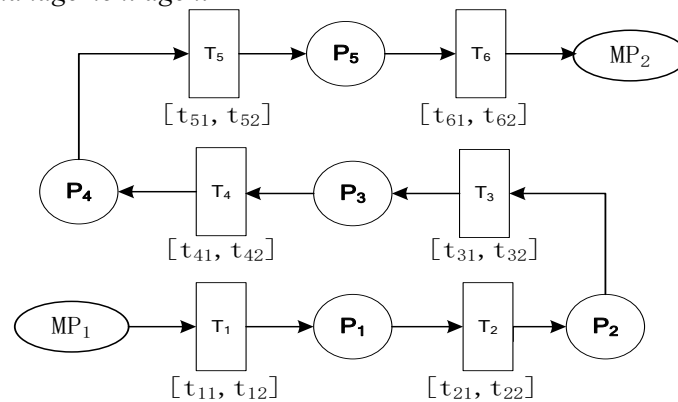 T₅ P₅ T₆ MP₂
[t₅₁, t₅₂] [t₆₁, t₆₂]
P₄ T₄ P₃ T₃
[t₄₁, t₄₂] [t₃₁, t₃₂]
MP₁ T₁ P₁ T₂ P₂
[t₁₁, t₁₂] [t₂₁, t₂₂]